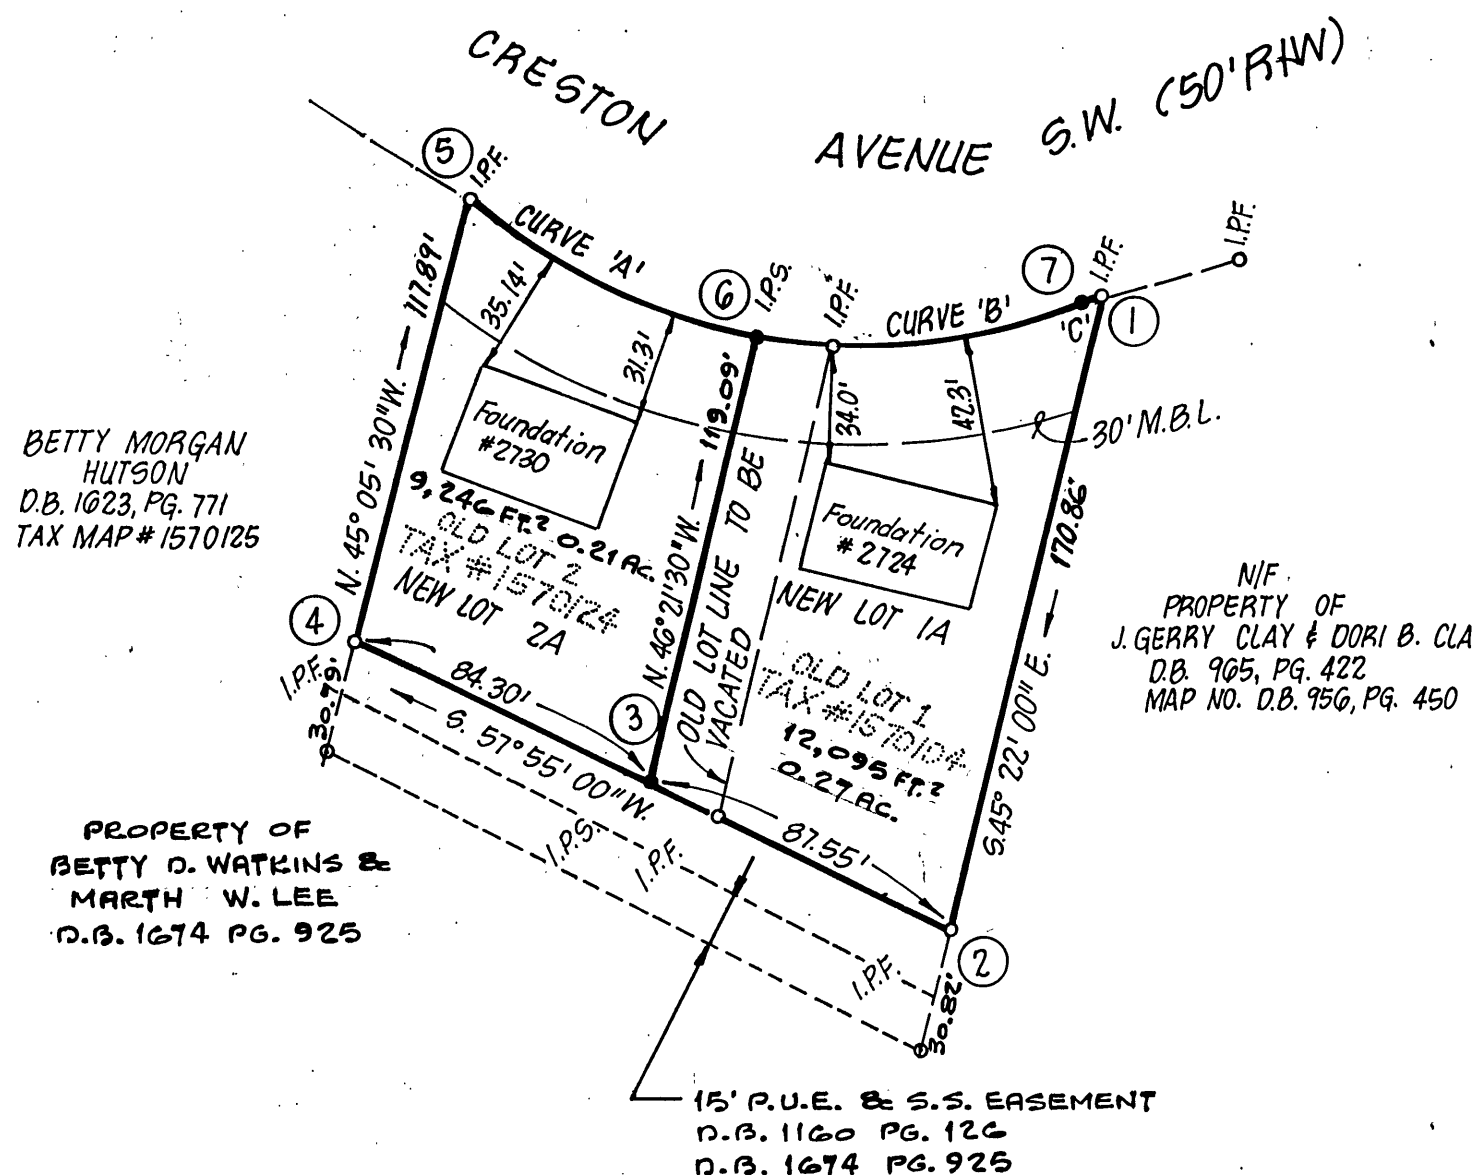 CRESTON
AVENUE
S.W. (50' R/W)
5
I.P.F.
CURVE 'A'
6
I.P.S.
I.P.F.
CURVE 'B'
7
I.P.F.
'C'
1
I.P.F.
117.89'
35.14'
31.3'
119.09'
34.0'
42.3'
30' M.B.L.
170.86'
BETTY MORGAN
HUTSON
D.B. 1623, PG. 771
TAX MAP # 1570125
N. 45° 05' 30" W.
Foundation
#2730
9,246 FT.² 0.21 AC.
OLD LOT 2
TAX #1570124
NEW LOT 2A
N. 46° 21' 30" W.
OLD LOT LINE TO BE
VACATED
Foundation
# 2724
NEW LOT 1A
OLD LOT 1
TAX #1570104
12,095 FT.²
0.27 AC.
S. 45° 22' 00" E.
N/F
PROPERTY OF
J. GERRY CLAY & DORI B. CLA
D.B. 965, PG. 422
MAP NO. D.B. 956, PG. 450
4
I.P.F.
30.79'
84.30'
3
S. 57° 55' 00" W.
87.55'
I.P.S.
I.P.F.
I.P.F.
2
30.82'
PROPERTY OF
BETTY D. WATKINS &
MARTH W. LEE
D.B. 1674 PG. 925
15' P.U.E. & S.S. EASEMENT
D.B. 1160 PG. 126
D.B. 1674 PG. 925